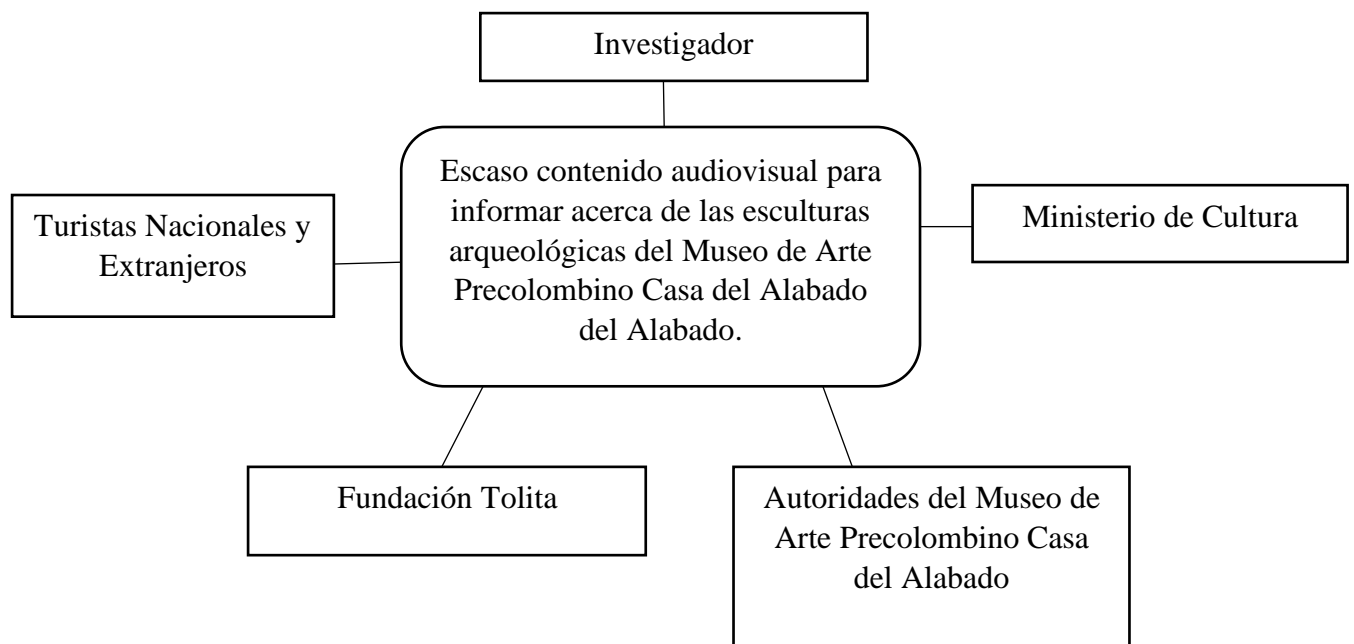 Investigador
Escaso contenido audiovisual para
informar acerca de las esculturas
arqueológicas del Museo de Arte
Precolombino Casa del Alabado
del Alabado.
Turistas Nacionales y
Extranjeros
Ministerio de Cultura
Fundación Tolita
Autoridades del Museo de
Arte Precolombino Casa
del Alabado